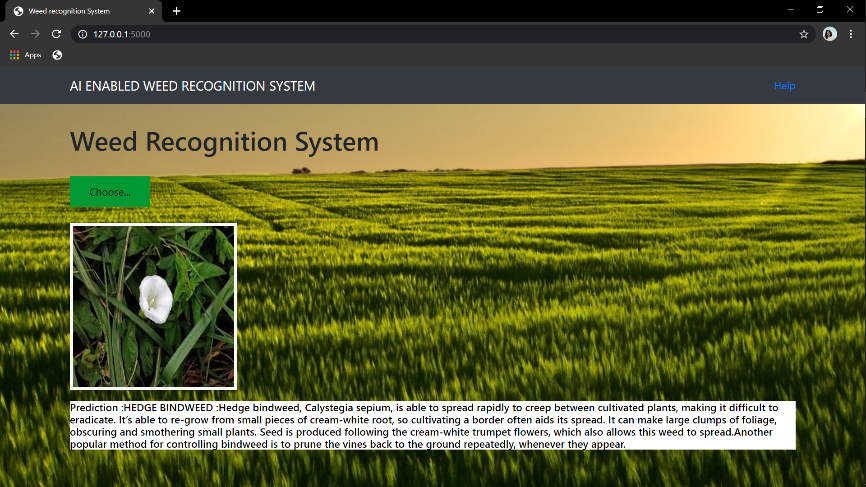 Weed recognition System
127.0.0.1:5000
Apps
AI ENABLED WEED RECOGNITION SYSTEM
Help
Weed Recognition System
Choose...
Prediction :HEDGE BINDWEED :Hedge bindweed, Calystegia sepium, is able to spread rapidly to creep between cultivated plants, making it difficult to
eradicate. It's able to re-grow from small pieces of cream-white root, so cultivating a border often aids its spread. It can make large clumps of foliage,
obscuring and smothering small plants. Seed is produced following the cream-white trumpet flowers, which also allows this weed to spread.Another
popular method for controlling bindweed is to prune the vines back to the ground repeatedly, whenever they appear.